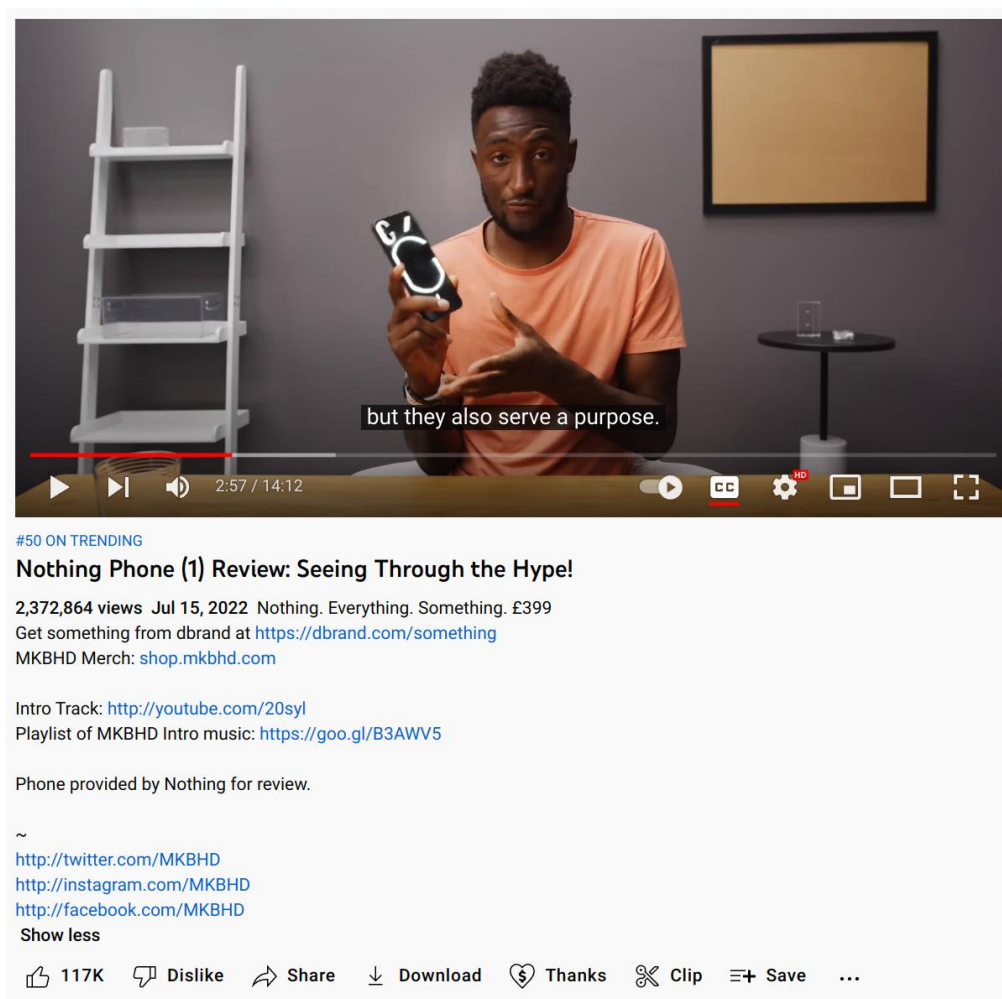 but they also serve a purpose.
2:57 / 14:12
CC
HD
#50 ON TRENDING
Nothing Phone (1) Review: Seeing Through the Hype!
2,372,864 views Jul 15, 2022 Nothing. Everything. Something. £399
Get something from dbrand at https://dbrand.com/something
MKBHD Merch: shop.mkbhd.com
Intro Track: http://youtube.com/20syl
Playlist of MKBHD Intro music: https://goo.gl/B3AWV5
Phone provided by Nothing for review.
~
http://twitter.com/MKBHD
http://instagram.com/MKBHD
http://facebook.com/MKBHD
Show less
117K Dislike Share Download Thanks Clip Save ...